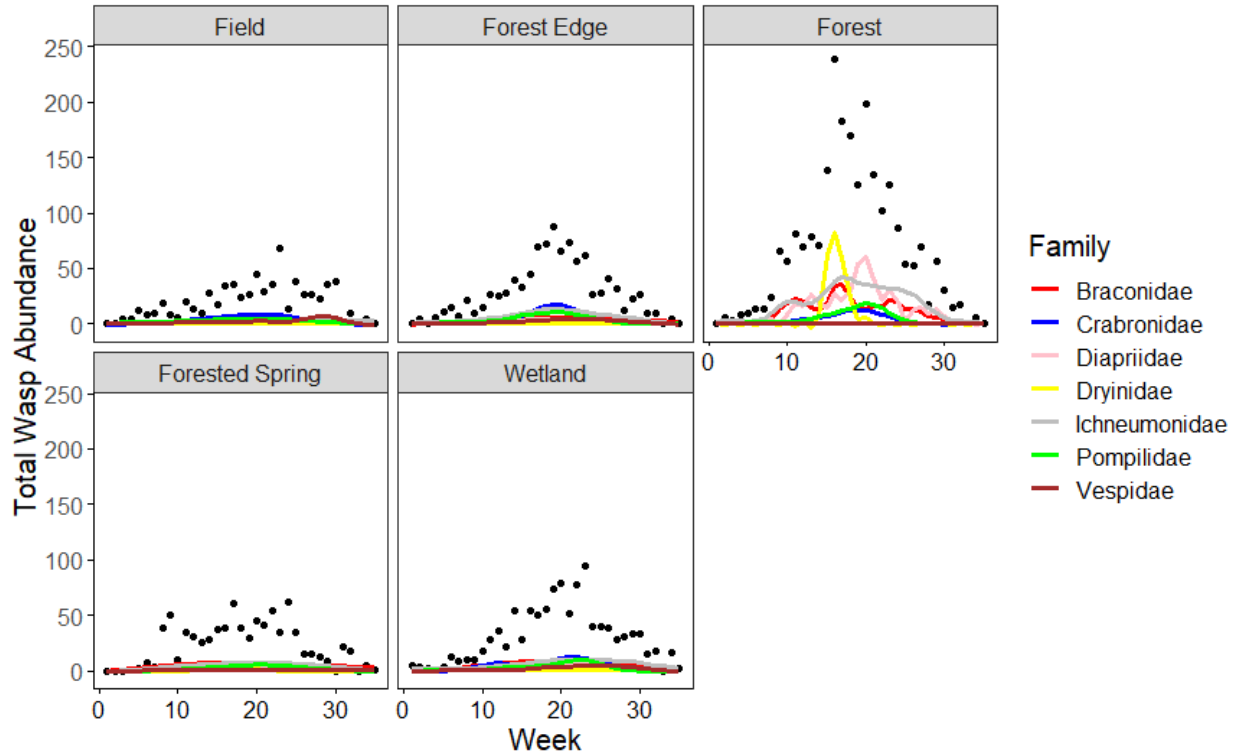 Field
Forest Edge
Forest
250
200
150
100
50
0
0 10 20 30
Forested Spring
Wetland
250
200
150
100
50
0
0 10 20 30
0 10 20 30
Total Wasp Abundance
Week
Family
Braconidae
Crabronidae
Diapriidae
Dryinidae
Ichneumonidae
Pompilidae
Vespidae